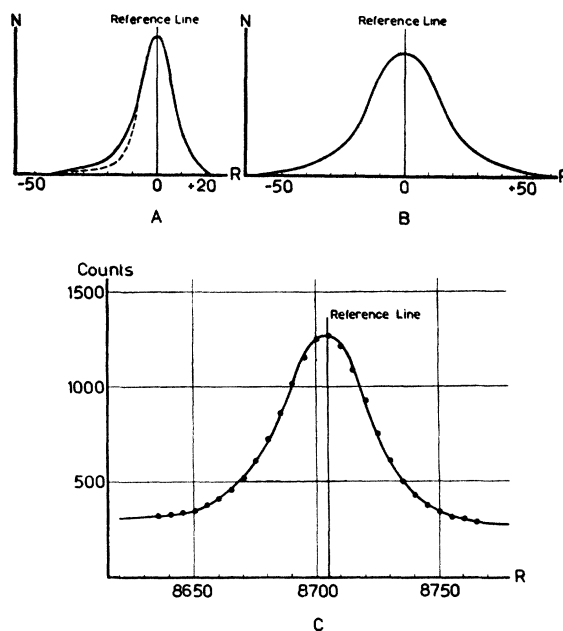 Reference Line
N
-50 0 +20 R
A
Reference Line
N
-50 0 +50
B
Counts
1500
1000
500
Reference Line
8650 8700 8750 R
C